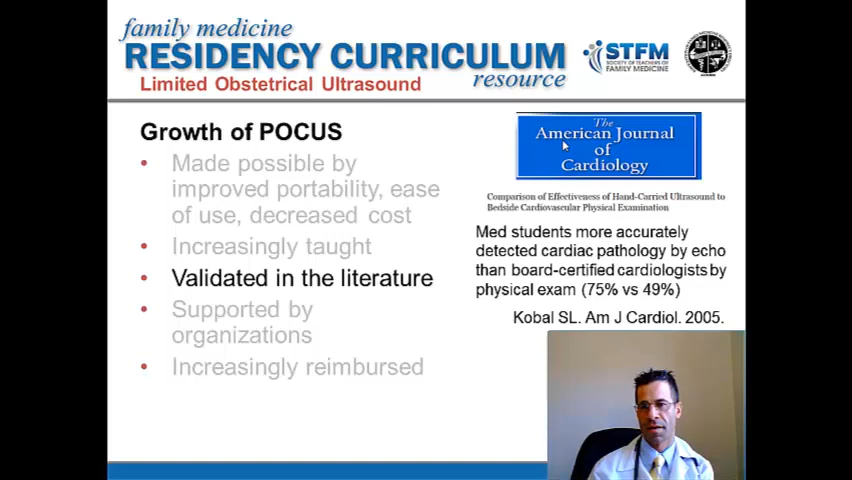 family medicine
RESIDENCY CURRICULUM
resource
Limited Obstetrical Ultrasound
STFM
SOCIETY OF TEACHERS OF
FAMILY MEDICINE
Growth of POCUS
• Made possible by
improved portability, ease
of use, decreased cost
• Increasingly taught
• Validated in the literature
• Supported by
organizations
• Increasingly reimbursed
The
American Journal
of
Cardiology
Comparison of Effectiveness of Hand-Carried Ultrasound to
Bedside Cardiovascular Physical Examination
Med students more accurately
detected cardiac pathology by echo
than board-certified cardiologists by
physical exam (75% vs 49%)
Kobal SL. Am J Cardiol. 2005.